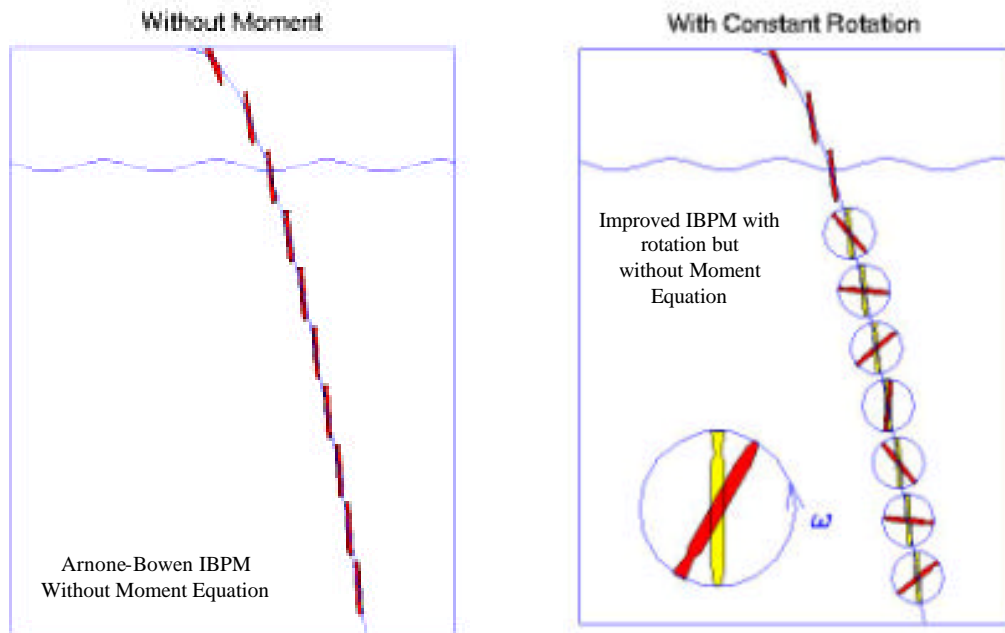 Without Moment
With Constant Rotation
Improved IBPM with
rotation but
without Moment
Equation
ω
Arnone-Bowen IBPM
Without Moment Equation